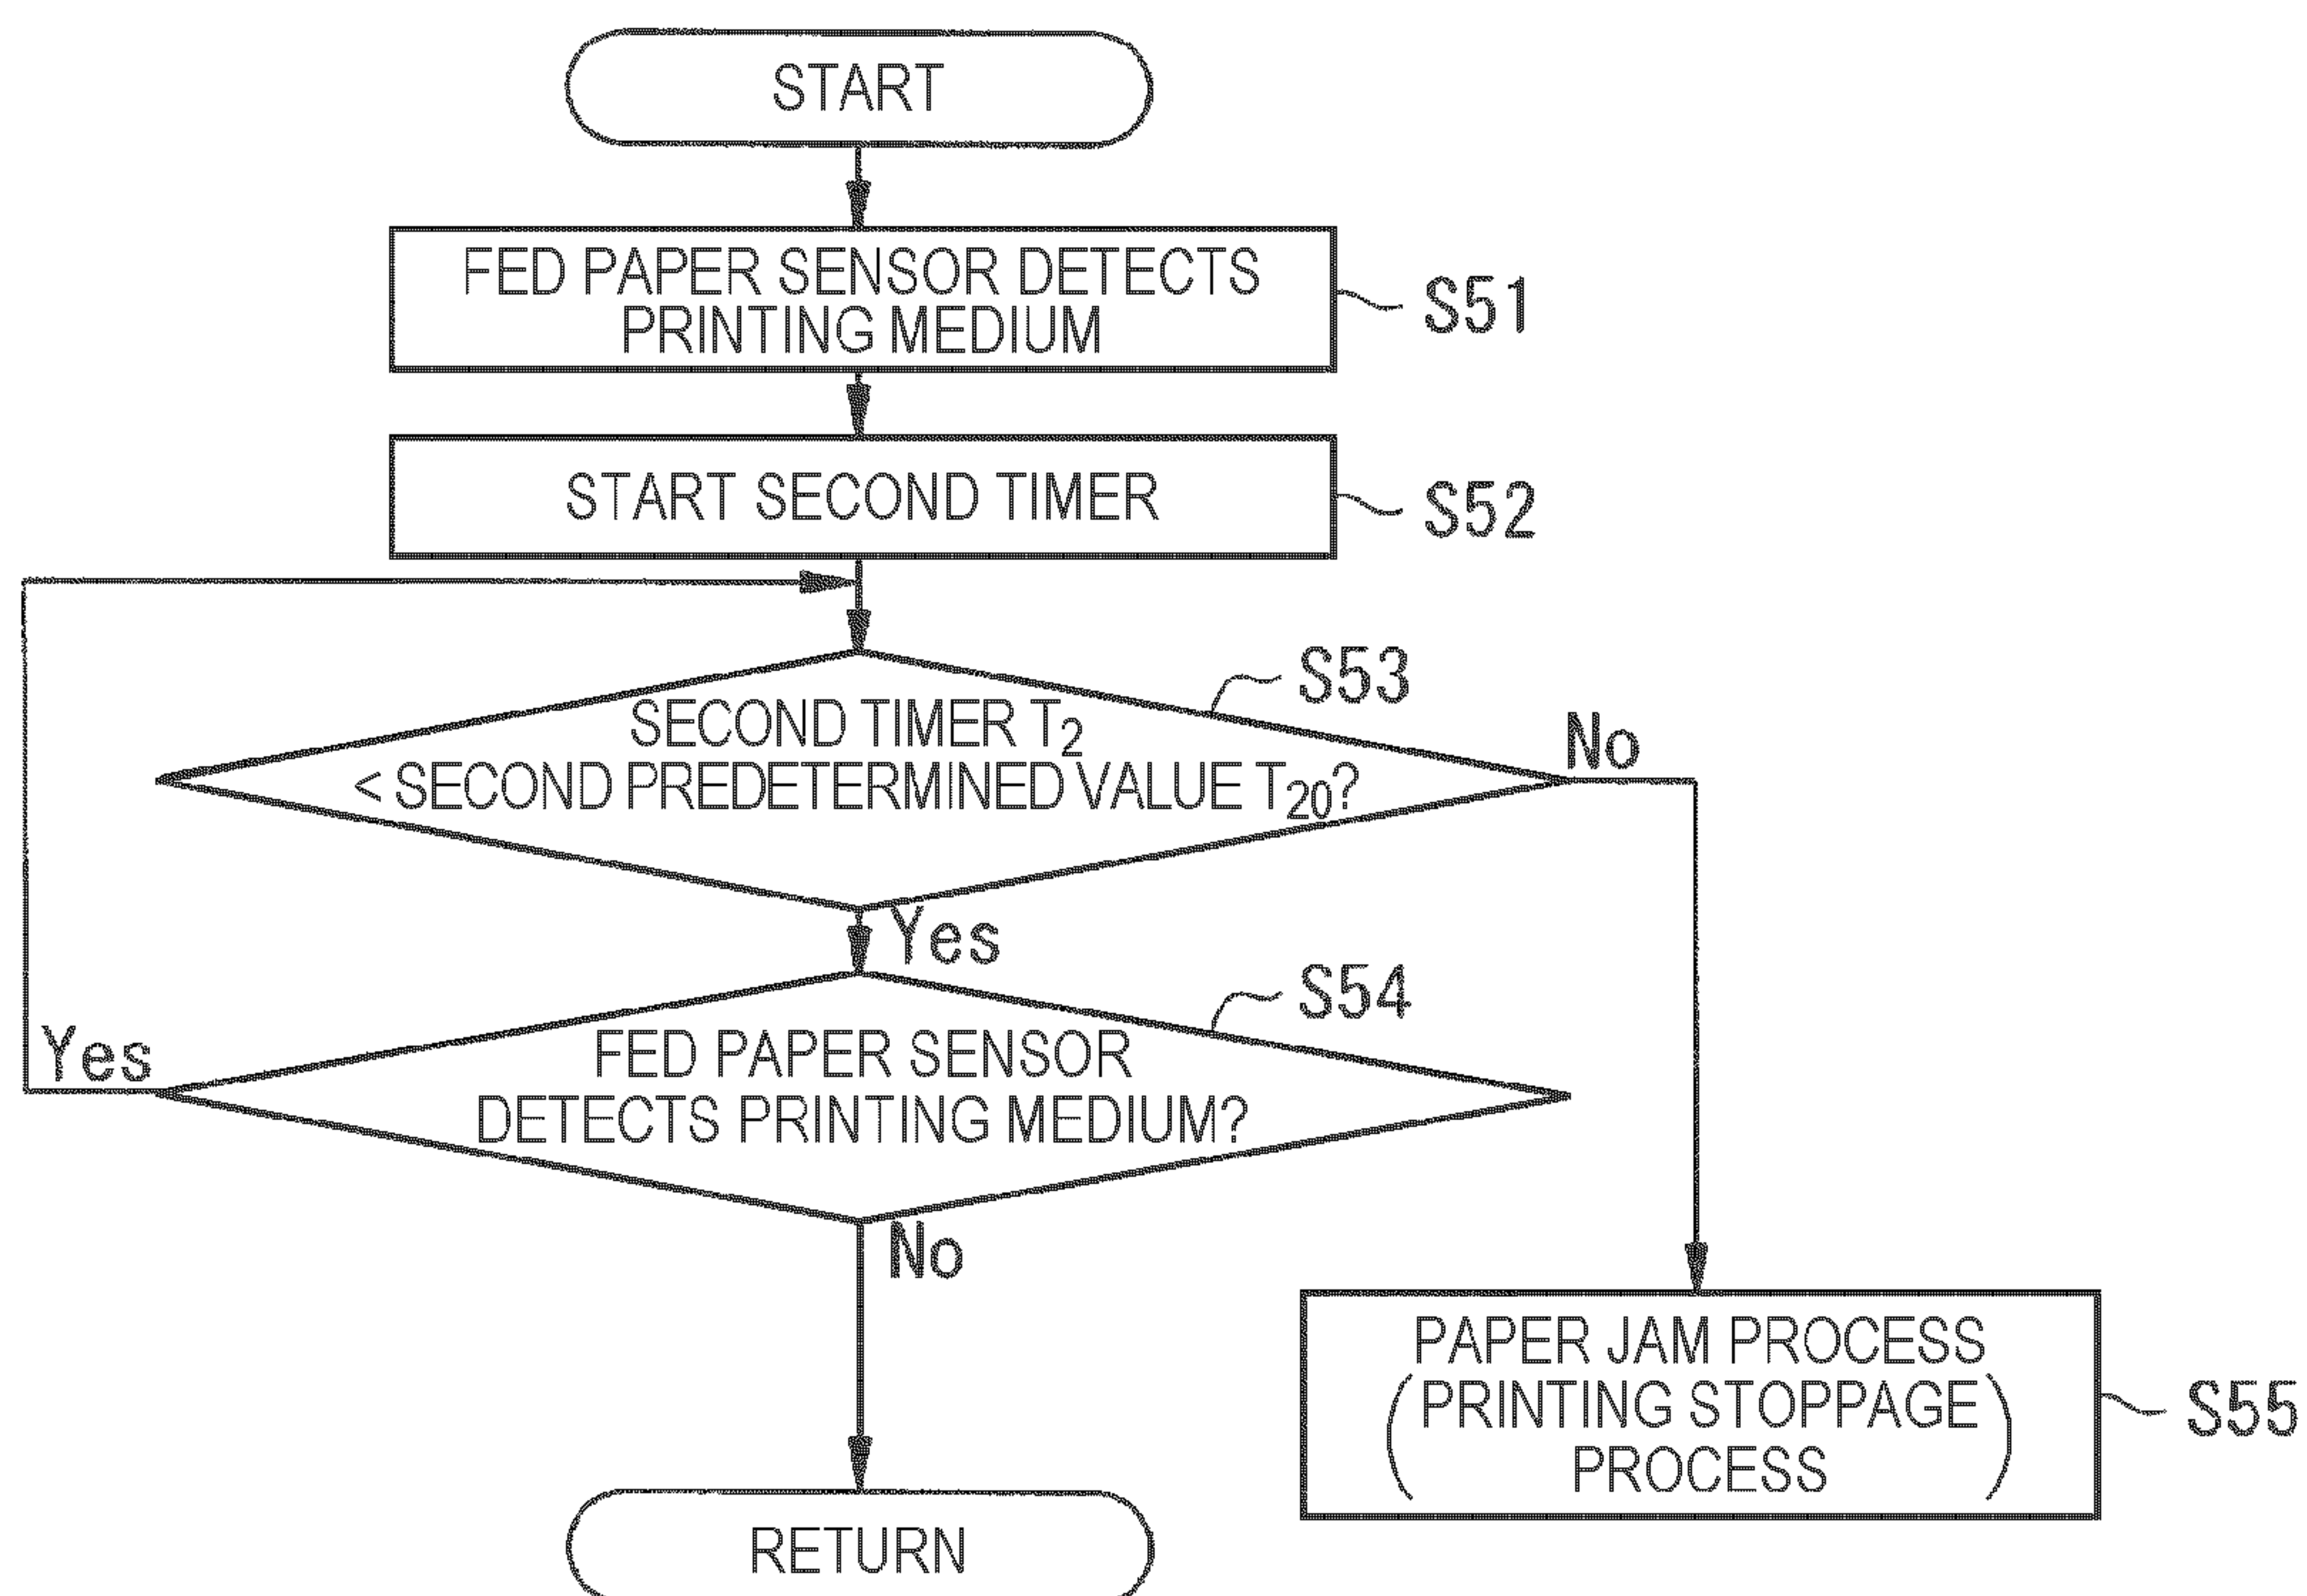 START
FED PAPER SENSOR DETECTS
PRINTING MEDIUM
S51
START SECOND TIMER
S52
S53
SECOND TIMER T2
< SECOND PREDETERMINED VALUE T20?
No
Yes
S54
FED PAPER SENSOR
DETECTS PRINTING MEDIUM?
Yes
No
PAPER JAM PROCESS
(PRINTING STOPPAGE
PROCESS)
S55
RETURN